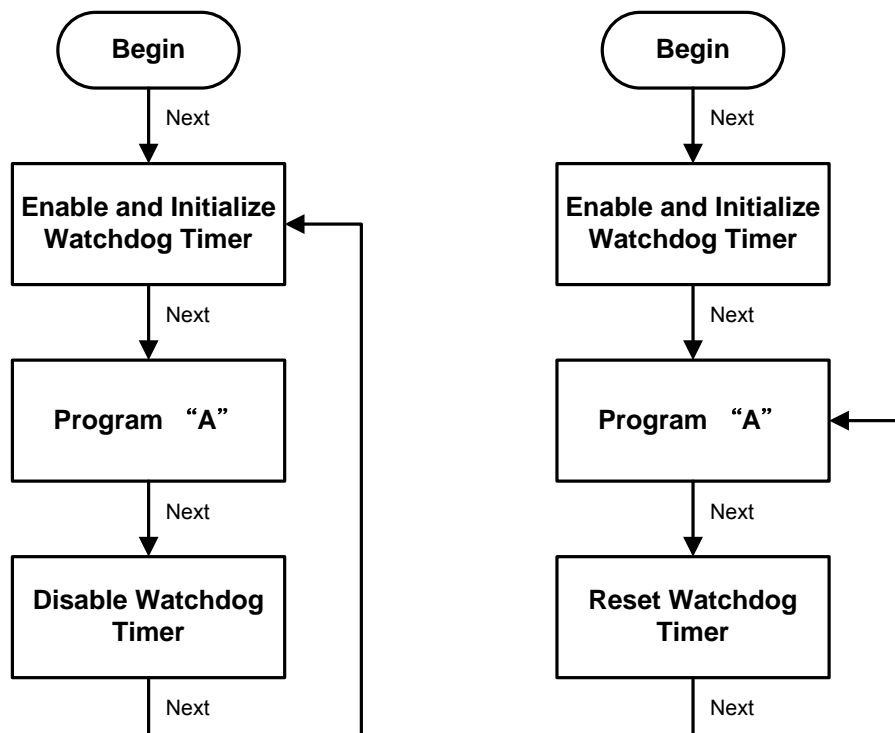 Begin
Next
Enable and Initialize
Watchdog Timer
Next
Program “A”
Next
Disable Watchdog
Timer
Next
Begin
Next
Enable and Initialize
Watchdog Timer
Next
Program “A”
Next
Reset Watchdog
Timer
Next